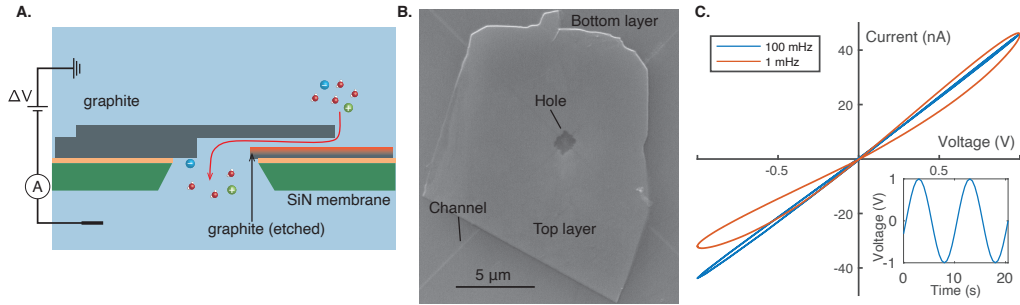 A.
ΔV
graphite
A
SiN membrane
graphite (etched)
B.
Bottom layer
Hole
Channel
Top layer
5 µm
C.
Current (nA)
100 mHz
1 mHz
40
20
Voltage (V)
-0.5
0.5
-20
-40
Voltage (V)
1
0
-1
0
10
20
Time (s)